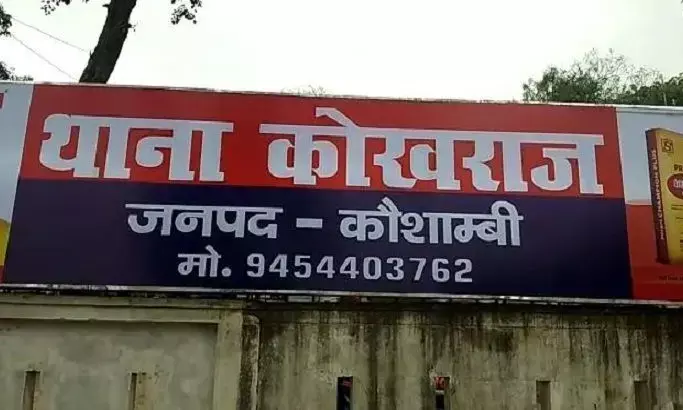 थाना कोखराज
जनपद - कौशाम्बी
मो. 9454403762